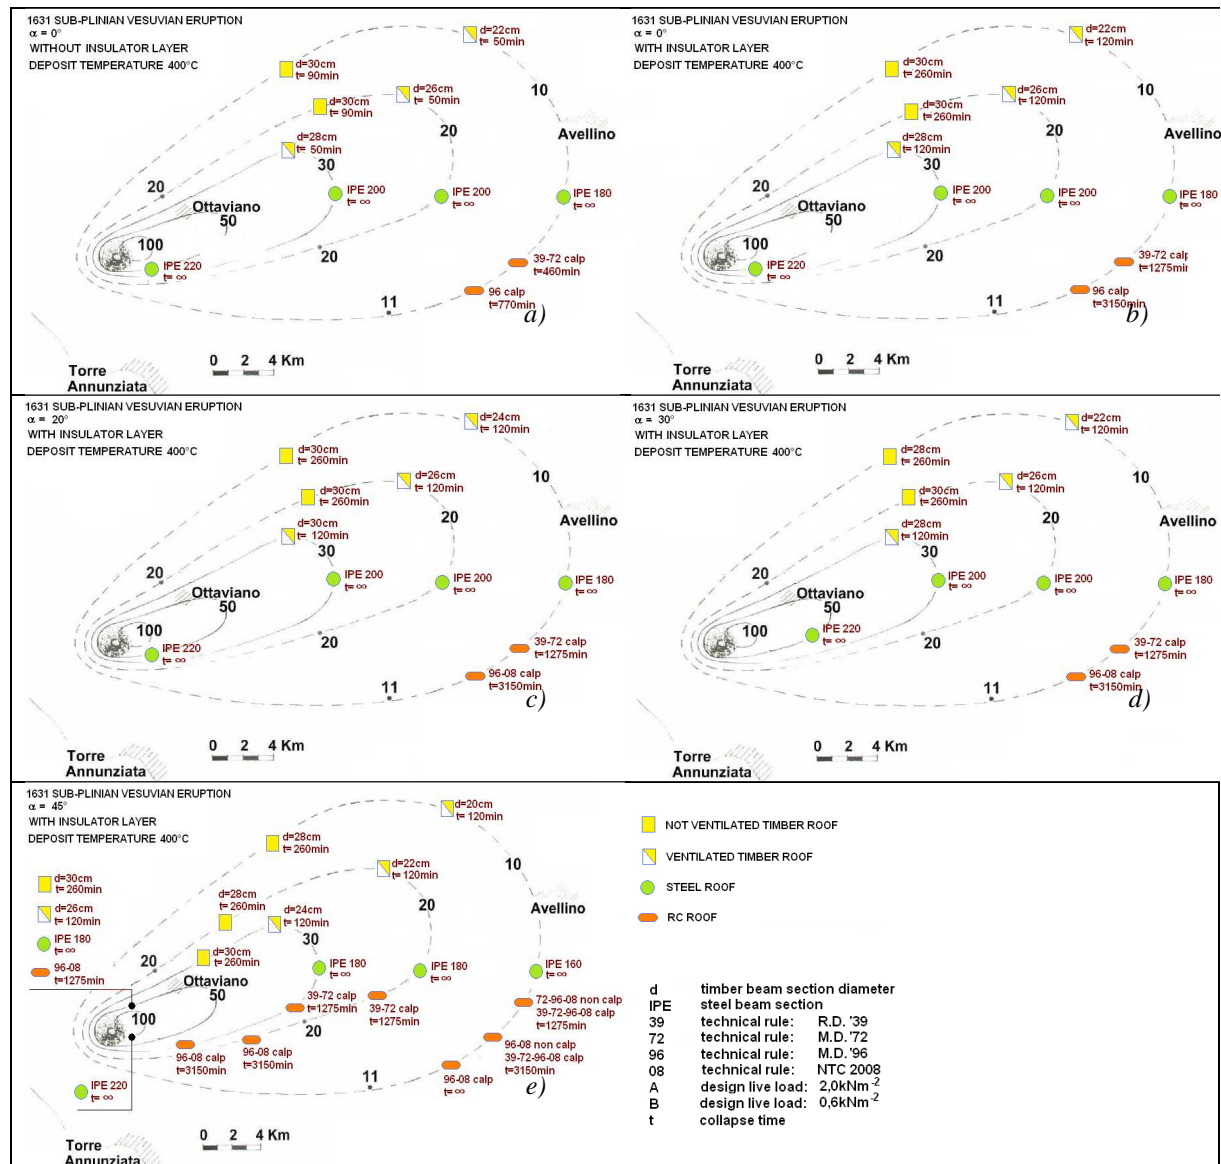 1631 SUB-PLINIAN VESUVIAN ERUPTION
α = 0°
WITHOUT INSULATOR LAYER
DEPOSIT TEMPERATURE 400°C
d=22cm
t= 50min
d=30cm
t= 90min
d=26cm
t= 50min
d=30cm
t= 90min
10
d=28cm
t= 50min
20
Avellino
30
20
IPE 200
t= ∞
IPE 200
t= ∞
IPE 180
t= ∞
Ottaviano
50
100
20
IPE 220
t= ∞
39-72 calp
t=460min
96 calp
t=770min
11
a)
0 2 4 Km
Torre
Annunziata
1631 SUB-PLINIAN VESUVIAN ERUPTION
α = 0°
WITH INSULATOR LAYER
DEPOSIT TEMPERATURE 400°C
d=22cm
t= 120min
d=30cm
t= 260min
d=26cm
t= 120min
d=30cm
t=260min
10
d=28cm
t= 120min
20
Avellino
30
20
IPE 200
t= ∞
IPE 200
t= ∞
IPE 180
t= ∞
Ottaviano
50
100
20
IPE 220
t= ∞
39-72 calp
t=1275min
96 calp
t=3150min
11
b)
0 2 4 Km
Torre
Annunziata
1631 SUB-PLINIAN VESUVIAN ERUPTION
α = 20°
WITH INSULATOR LAYER
DEPOSIT TEMPERATURE 400°C
d=24cm
t= 120min
d=30cm
t= 260min
d=26cm
t= 120min
d=30cm
t= 260min
10
d=30cm
t= 120min
20
Avellino
30
20
IPE 200
t= ∞
IPE 200
t= ∞
IPE 180
t= ∞
Ottaviano
50
100
20
IPE 220
t= ∞
39-72 calp
t=1275min
96-08 calp
t=3150min
11
c)
0 2 4 Km
Torre
Annunziata
1631 SUB-PLINIAN VESUVIAN ERUPTION
α = 30°
WITH INSULATOR LAYER
DEPOSIT TEMPERATURE 400°C
d=22cm
t= 120min
d=28cm
t= 260min
d=26cm
t= 120min
d=30cm
t= 260min
10
d=28cm
t= 120min
20
Avellino
30
20
IPE 200
t= ∞
IPE 200
t= ∞
IPE 180
t= ∞
Ottaviano
50
100
IPE 220
t= ∞
20
39-72 calp
t=1275min
96-08 calp
t=3150min
11
d)
0 2 4 Km
Torre
Annunziata
1631 SUB-PLINIAN VESUVIAN ERUPTION
α = 45°
WITH INSULATOR LAYER
DEPOSIT TEMPERATURE 400°C
d=20cm
t= 120min
d=28cm
t= 260min
d=22cm
t= 120min
10
d=30cm
t= 260min
d=26cm
t= 120min
IPE 180
t= ∞
96-08
t=1275min
d=28cm
t= 260min
d=24cm
t= 120min
20
Avellino
30
d=30cm
t= 260min
20
IPE 180
t= ∞
IPE 180
t= ∞
IPE 160
t= ∞
Ottaviano
50
100
39-72 calp
t=1275min
39-72 calp
t=1275min
20
72-96-08 non calp
39-72-96-08 calp
t=1275min
96-08 calp
t=3150min
96-08 calp
t=3150min
96-08 non calp
39-72-96-08 calp
t=3150min
96-08 calp
t= ∞
11
IPE 220
t= ∞
e)
0 2 4 Km
Torre
Annunziata
NOT VENTILATED TIMBER ROOF
VENTILATED TIMBER ROOF
STEEL ROOF
RC ROOF
d timber beam section diameter
IPE steel beam section
39 technical rule: R.D. '39
72 technical rule: M.D. '72
96 technical rule: M.D. '96
08 technical rule: NTC 2008
A design live load: 2,0kNm-2
B design live load: 0,6kNm-2
t collapse time